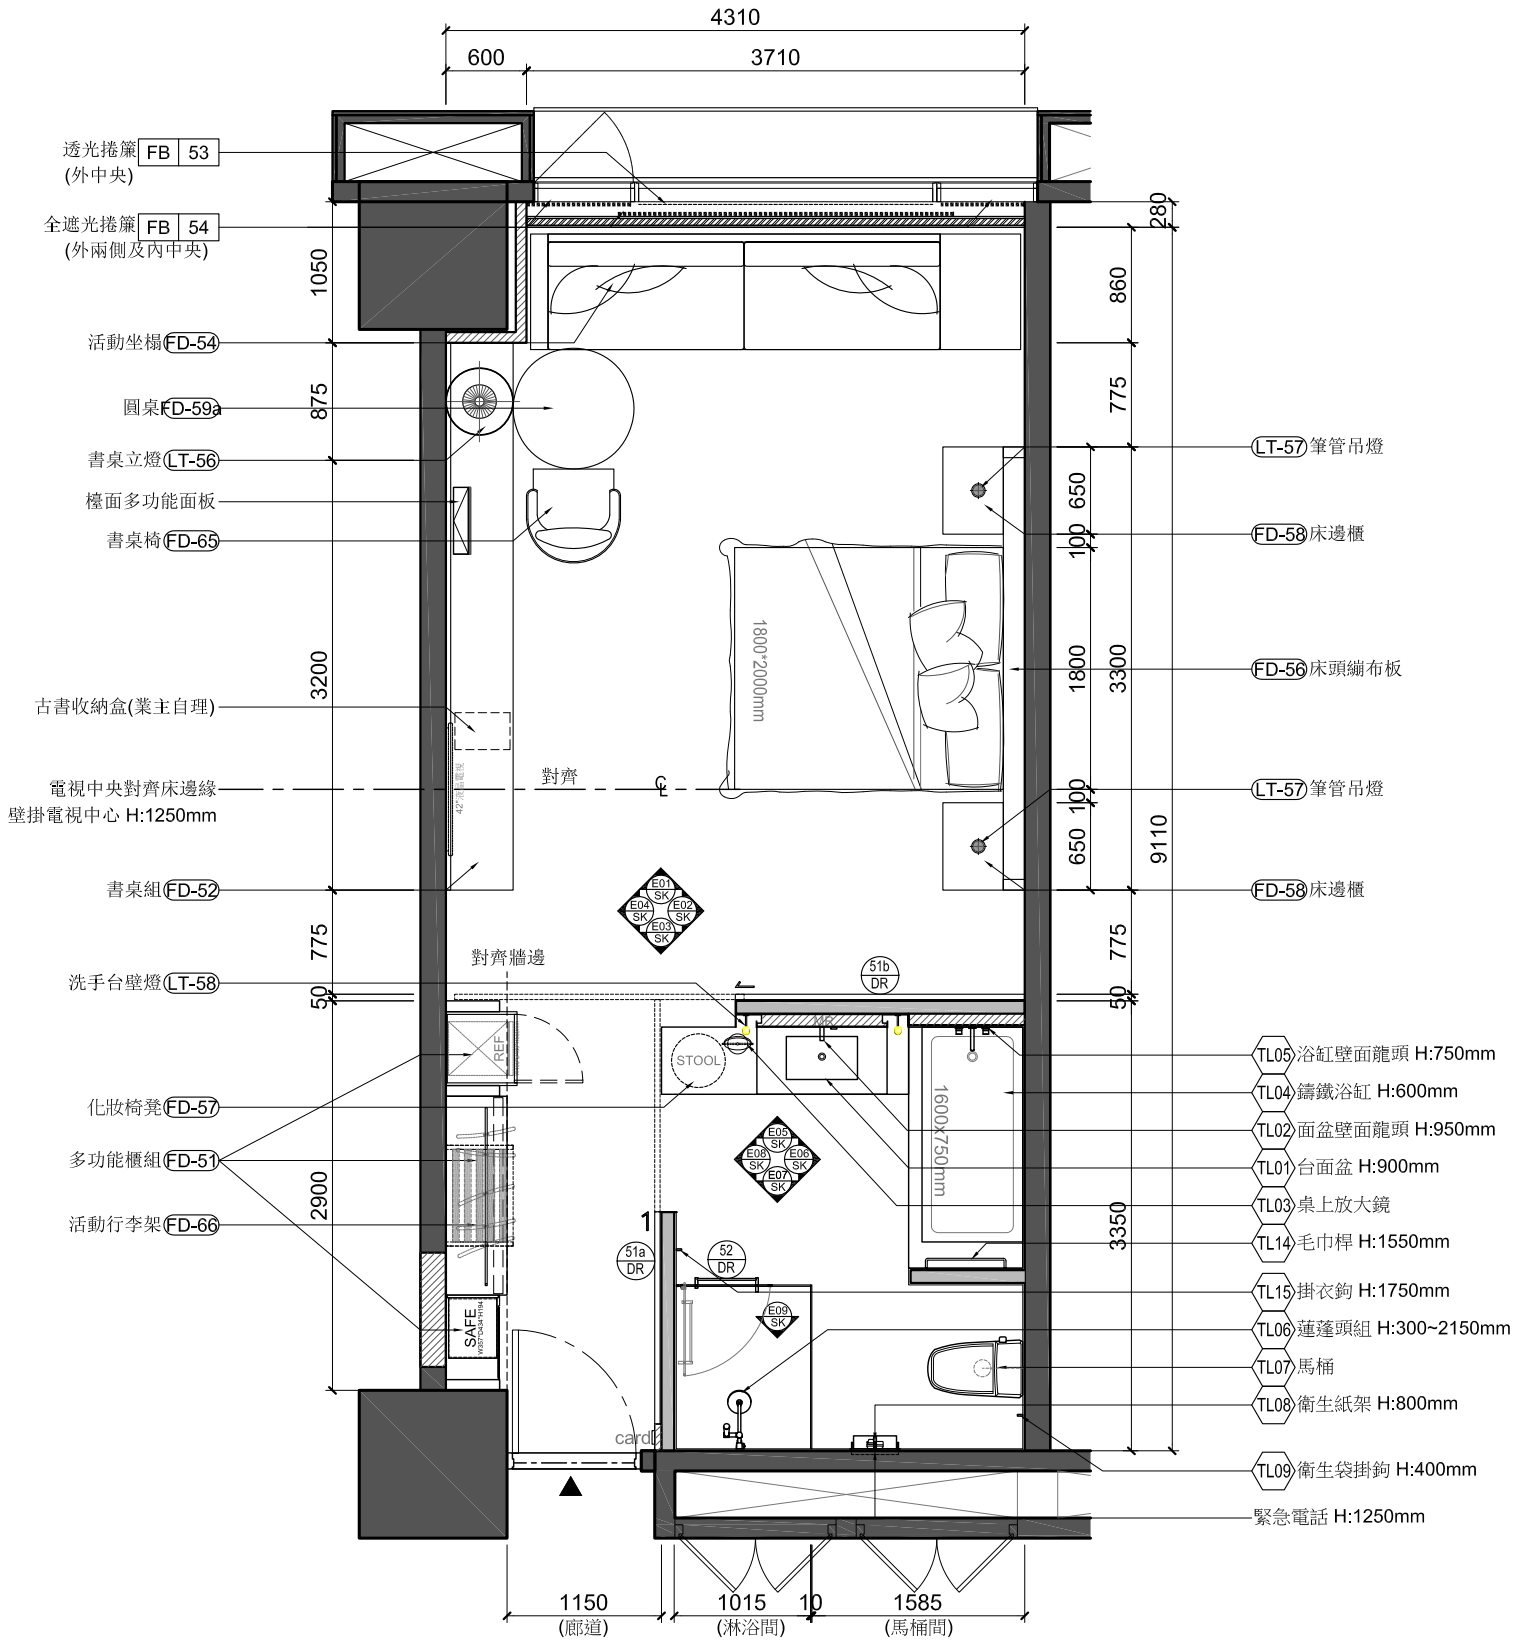 4310
600
3710
透光捲簾 FB 53
(外中央)
全遮光捲簾 FB 54
(外兩側及內中央)
280
1050
860
活動坐榻 FD-54
875
775
圓桌 FD-59a
書桌立燈 LT-56
LT-57 筆管吊燈
檯面多功能面板
650
書桌椅 FD-65
100
FD-58 床邊櫃
1800*2000mm
3200
1800
3300
FD-56 床頭繃布板
古書收納盒(業主自理)
42"液晶電視
電視中央對齊床邊緣
對齊
CL
LT-57 筆管吊燈
壁掛電視中心 H:1250mm
100
650
9110
書桌組 FD-52
FD-58 床邊櫃
E01 SK
E04 SK
E02 SK
E03 SK
775
775
對齊牆邊
51b
DR
洗手台壁燈 LT-58
50
50
MR
REF
STOOL
TL05 浴缸壁面龍頭 H:750mm
TL04 鑄鐵浴缸 H:600mm
化妝椅凳 FD-57
1600x750mm
TL02 面盆壁面龍頭 H:950mm
E05 SK
E08 SK
E06 SK
E07 SK
多功能櫃組 FD-51
TL01 台面盆 H:900mm
2900
TL03 桌上放大鏡
活動行李架 FD-66
1
3350
TL14 毛巾桿 H:1550mm
51a
DR
52
DR
TL15 掛衣鉤 H:1750mm
SAFE
W357*D434*H194
E09
SK
TL06 蓮蓬頭組 H:300~2150mm
TL07 馬桶
TL08 衛生紙架 H:800mm
card
TL09 衛生袋掛鉤 H:400mm
緊急電話 H:1250mm
1150
1015
10
1585
(廊道)
(淋浴間)
(馬桶間)